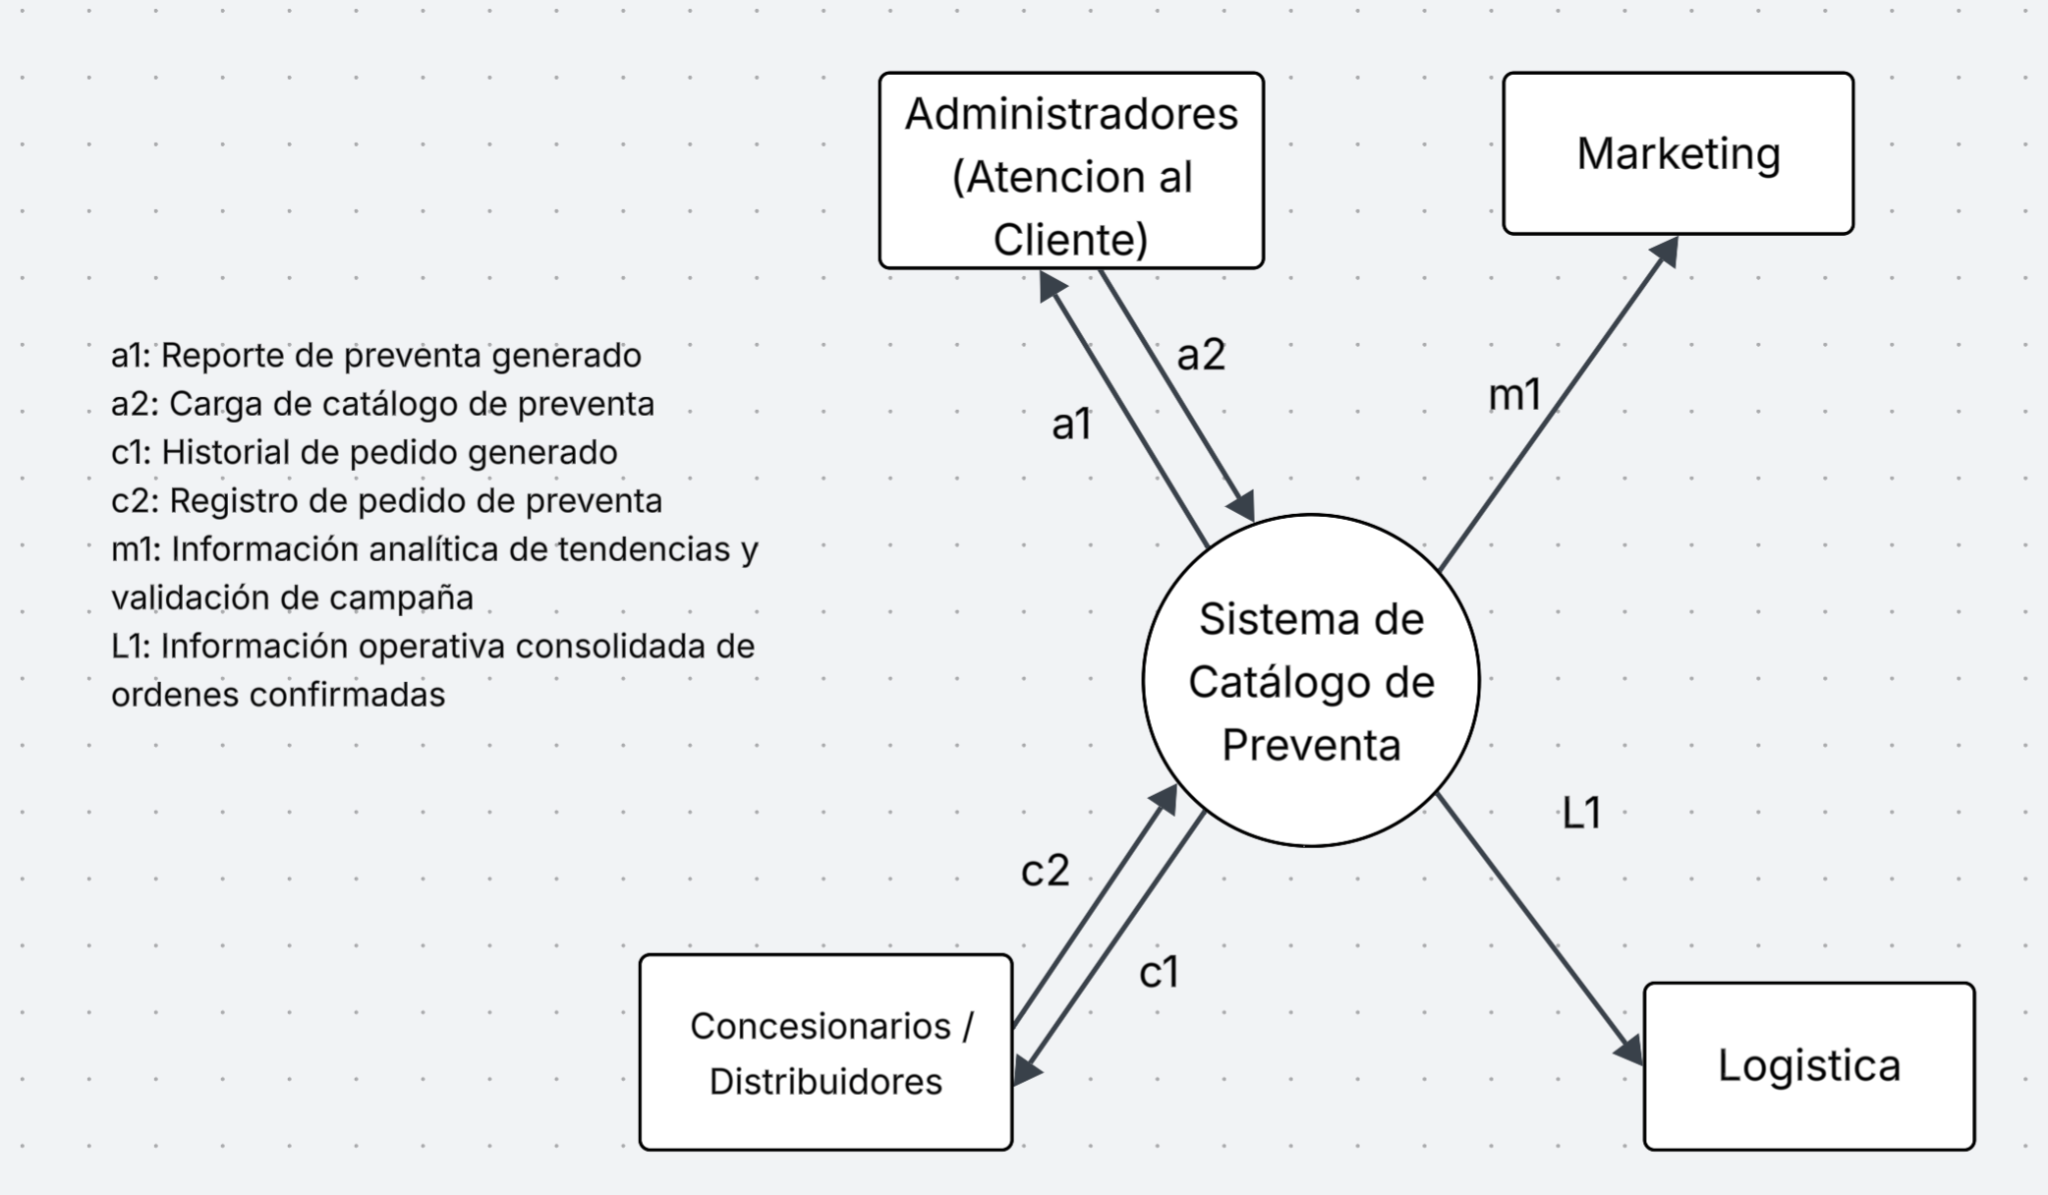 Administradores
(Atencion al
Cliente)
Marketing
a1: Reporte de preventa generado
a2: Carga de catálogo de preventa
c1: Historial de pedido generado
c2: Registro de pedido de preventa
m1: Información analítica de tendencias y
validación de campaña
L1: Información operativa consolidada de
ordenes confirmadas
a2
a1
m1
Sistema de
Catálogo de
Preventa
L1
c2
c1
Concesionarios /
Distribuidores
Logistica